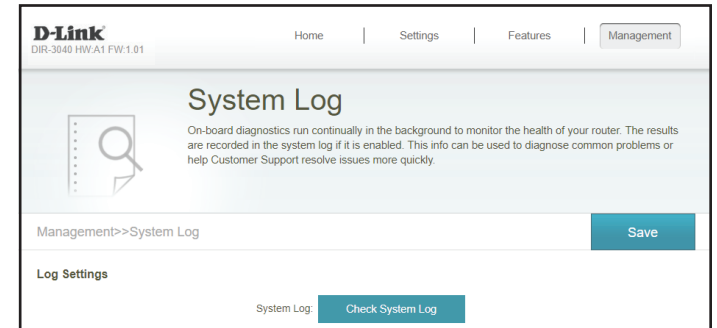 D-Link
DIR-3040 HW:A1 FW:1.01
Home | Settings | Features | Management
System Log
On-board diagnostics run continually in the background to monitor the health of your router. The results
are recorded in the system log if it is enabled. This info can be used to diagnose common problems or
help Customer Support resolve issues more quickly.
Management>>System Log
Save
Log Settings
System Log: Check System Log